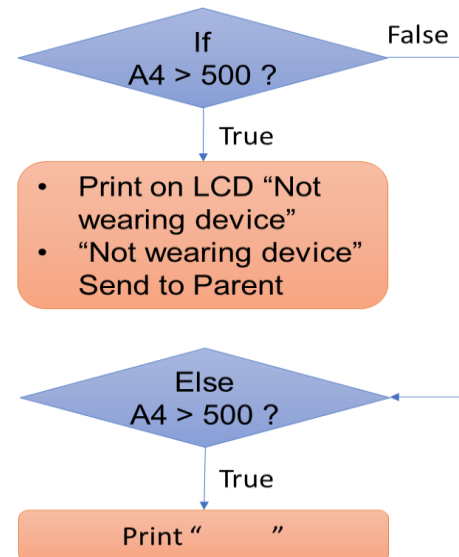 If
A4 > 500 ?
False
True
• Print on LCD “Not
wearing device”
• “Not wearing device”
Send to Parent
Else
A4 > 500 ?
True
Print “ ”